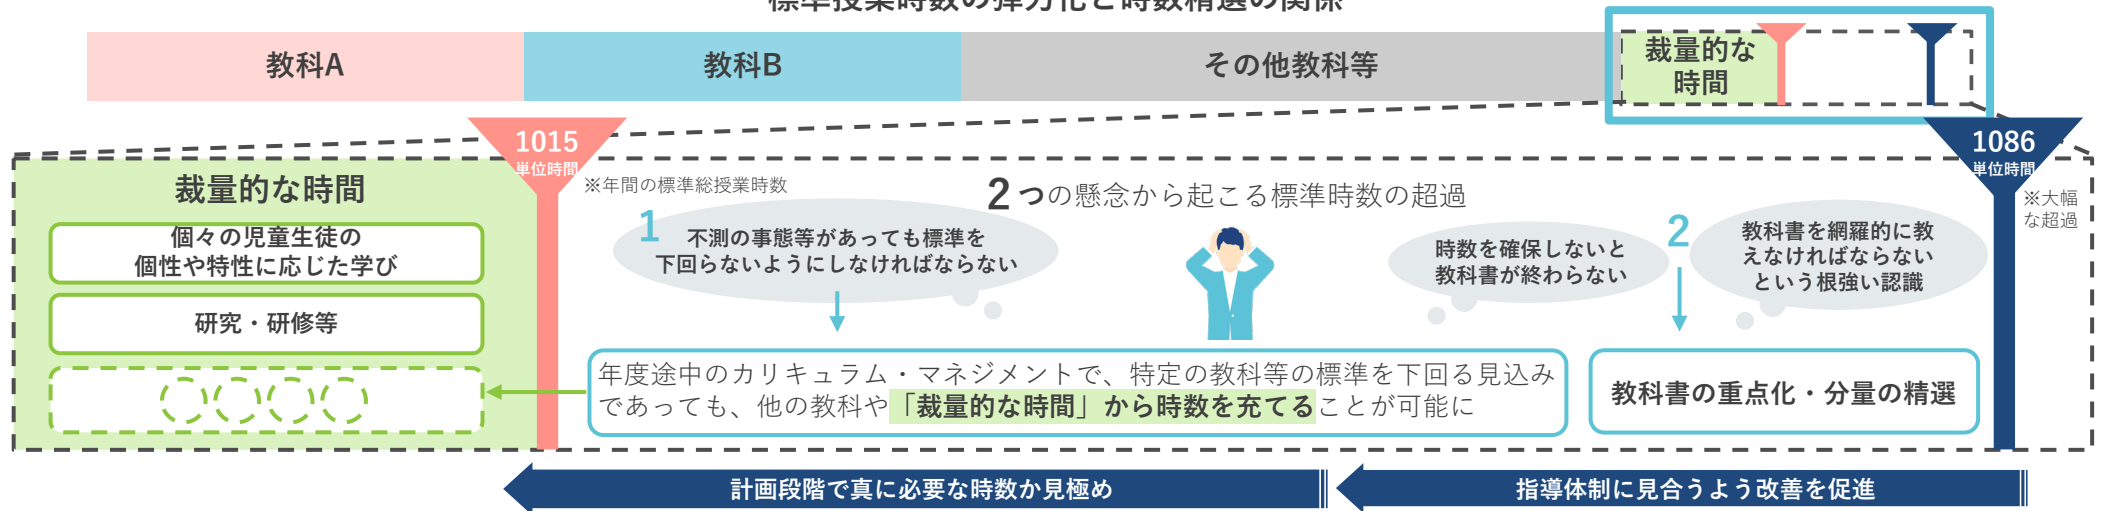 標準授業時数の弾力化と時数精選の関係
教科A
教科B
その他教科等
裁量的な
時間
1015
単位時間
※年間の標準総授業時数
1086
単位時間
※大幅
な超過
裁量的な時間
個々の児童生徒の
個性や特性に応じた学び
研究・研修等
2つの懸念から起こる標準時数の超過
1
不測の事態等があっても標準を
下回らないようにしなければならない
時数を確保しないと
教科書が終わらない
2
教科書を網羅的に教
えなければならない
という根強い認識
年度途中のカリキュラム・マネジメントで、特定の教科等の標準を下回る見込み
であっても、他の教科や「裁量的な時間」から時数を充てることが可能に
教科書の重点化・分量の精選
計画段階で真に必要な時数か見極め
指導体制に見合うよう改善を促進